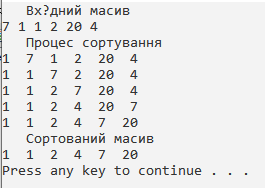 Вх?дний масив
7 1 1 2 20 4
Процес сортування
1 7 1 2 20 4
1 1 7 2 20 4
1 1 2 7 20 4
1 1 2 4 20 7
1 1 2 4 7 20
Сортований масив
1 1 2 4 7 20
Press any key to continue . . .